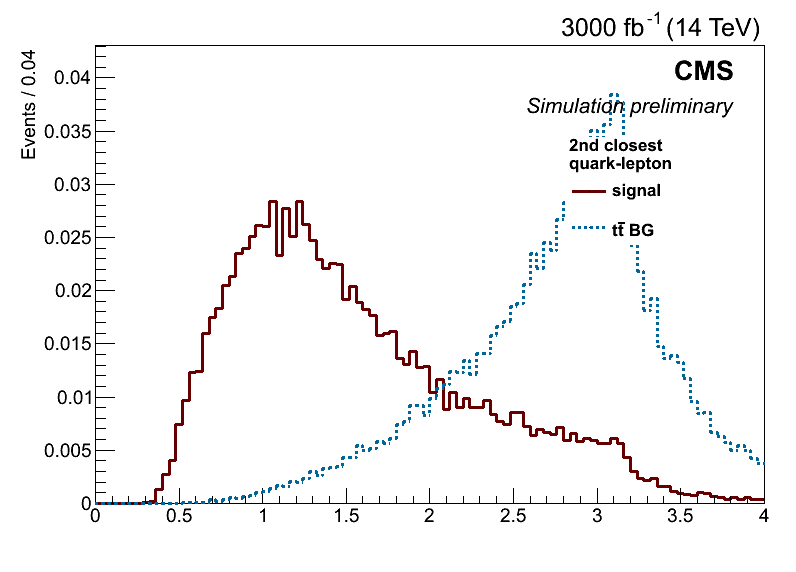 3000 fb⁻¹ (14 TeV)
CMS
Simulation preliminary
Events / 0.04
0.04
0.035
0.03
0.025
0.02
0.015
0.01
0.005
0
2nd closest
quark-lepton
signal
tt̄ BG
0 0.5 1 1.5 2 2.5 3 3.5 4